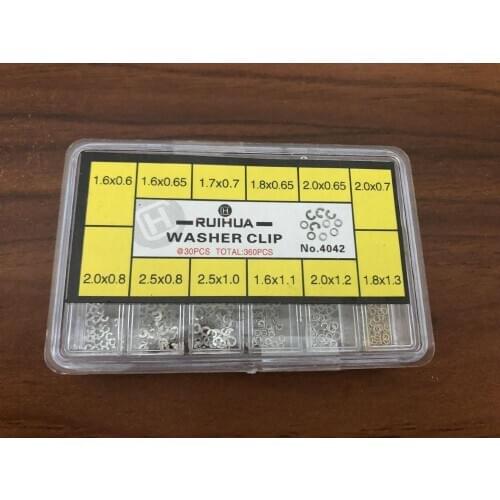 1.6x0.6 1.6x0.65 1.7x0.7 1.8x0.65 2.0x0.65 2.0x0.7
H
RUIHUA
WASHER CLIP
@30PCS TOTAL:360PCS
No.4042
2.0x0.8 2.5x0.8 2.5x1.0 1.6x1.1 2.0x1.2 1.8x1.3